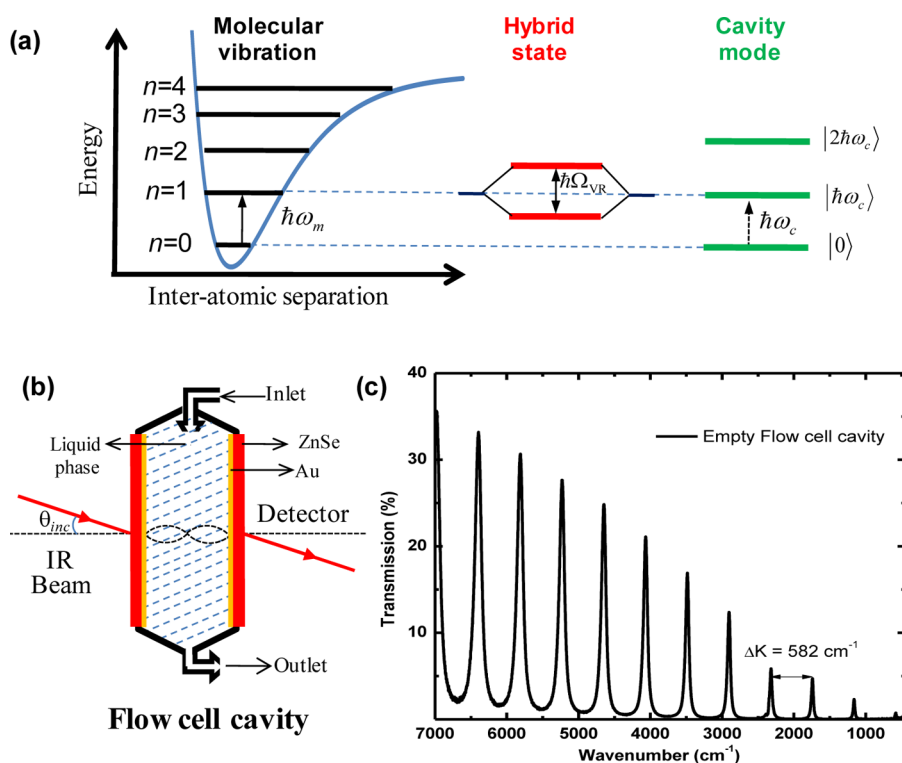 (a)
Molecular
vibration
Hybrid
state
Cavity
mode
Energy
n=4
n=3
n=2
n=1
n=0
ℏω_m
ℏΩ_VR
ℏω_c
|2ℏω_c⟩
|ℏω_c⟩
|0⟩
Inter-atomic separation
(b)
Inlet
Liquid
phase
ZnSe
Au
θ_inc
Detector
IR
Beam
Outlet
Flow cell cavity
(c)
Transmission (%)
40
30
20
10
Empty Flow cell cavity
ΔK = 582 cm⁻¹
7000 6000 5000 4000 3000 2000 1000
Wavenumber (cm⁻¹)